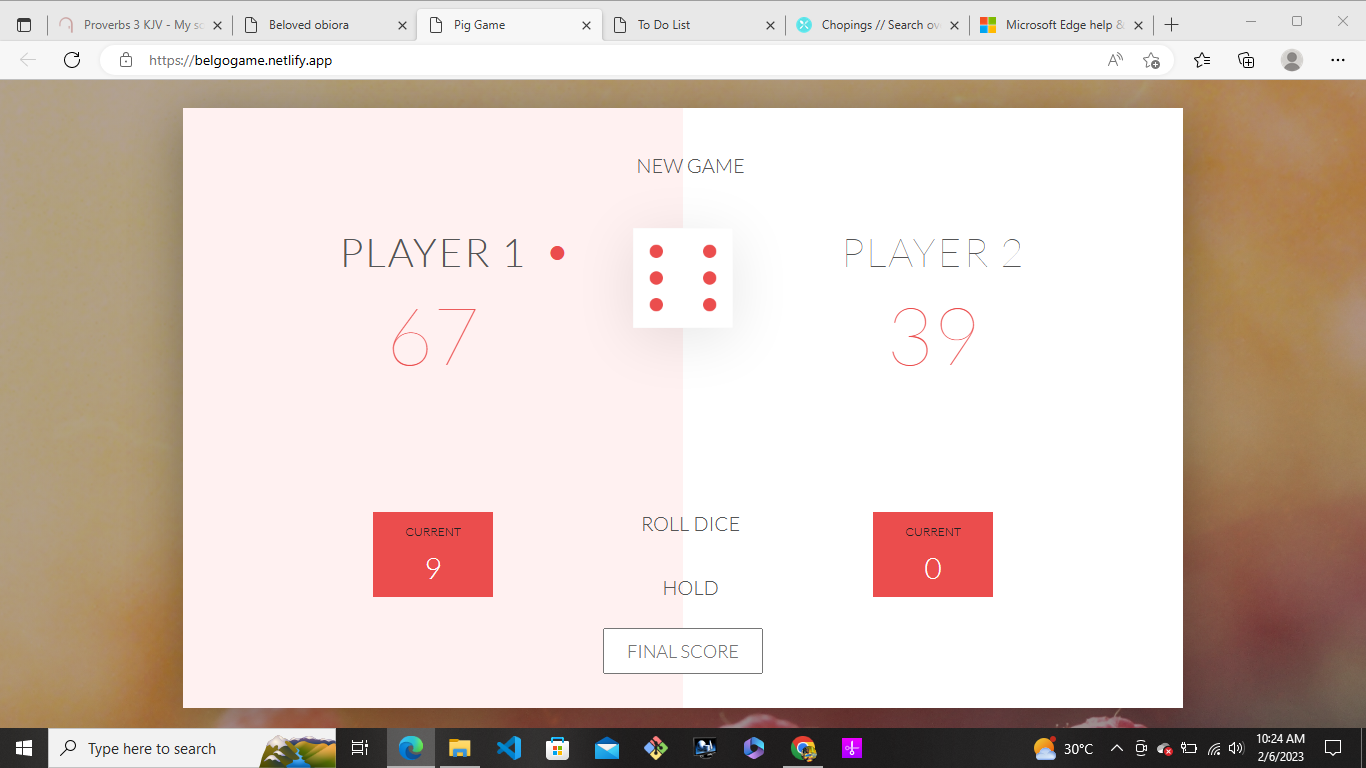 Proverbs 3 KJV - My so
Beloved obiora
Pig Game
To Do List
Chopings // Search ov
Microsoft Edge help &
https://belgogame.netlify.app
NEW GAME
PLAYER 1
PLAYER 2
67
39
CURRENT
9
ROLL DICE
CURRENT
0
HOLD
FINAL SCORE
Type here to search
30°C
10:24 AM
2/6/2023